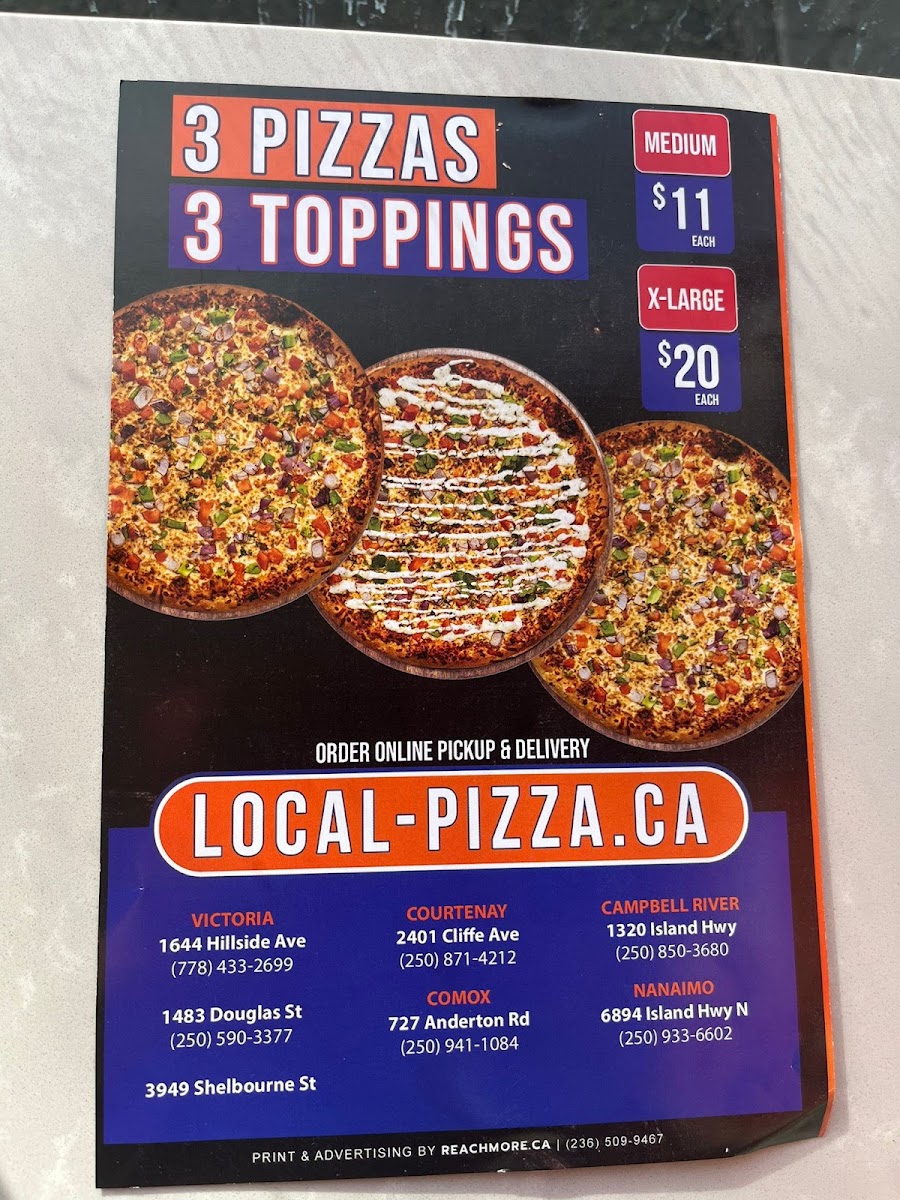 3 PIZZAS
3 TOPPINGS
MEDIUM
$11
EACH
X-LARGE
$20
EACH
ORDER ONLINE PICKUP & DELIVERY
LOCAL-PIZZA.CA
VICTORIA
1644 Hillside Ave
(778) 433-2699
1483 Douglas St
(250) 590-3377
3949 Shelbourne St
COURTENAY
2401 Cliffe Ave
(250) 871-4212
COMOX
727 Anderton Rd
(250) 941-1084
CAMPBELL RIVER
1320 Island Hwy
(250) 850-3680
NANAIMO
6894 Island Hwy N
(250) 933-6602
PRINT & ADVERTISING BY REACHMORE.CA | (236) 509-9467